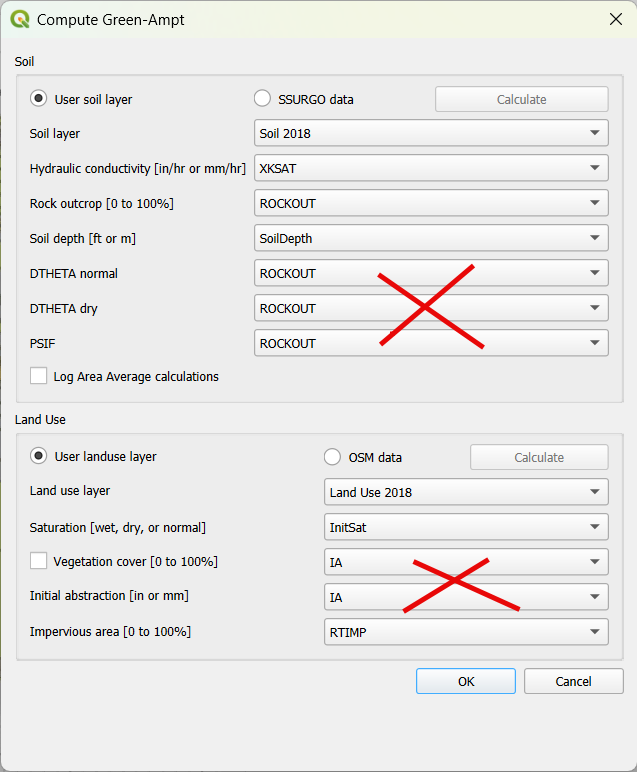 Compute Green-Ampt
Soil
User soil layer SSURGO data Calculate
Soil layer Soil 2018
Hydraulic conductivity [in/hr or mm/hr] XKSAT
Rock outcrop [0 to 100%] ROCKOUT
Soil depth [ft or m] SoilDepth
DTHETA normal ROCKOUT
DTHETA dry ROCKOUT
PSIF ROCKOUT
Log Area Average calculations
Land Use
User landuse layer OSM data Calculate
Land use layer Land Use 2018
Saturation [wet, dry, or normal] InitSat
Vegetation cover [0 to 100%] IA
Initial abstraction [in or mm] IA
Impervious area [0 to 100%] RTIMP
OK Cancel